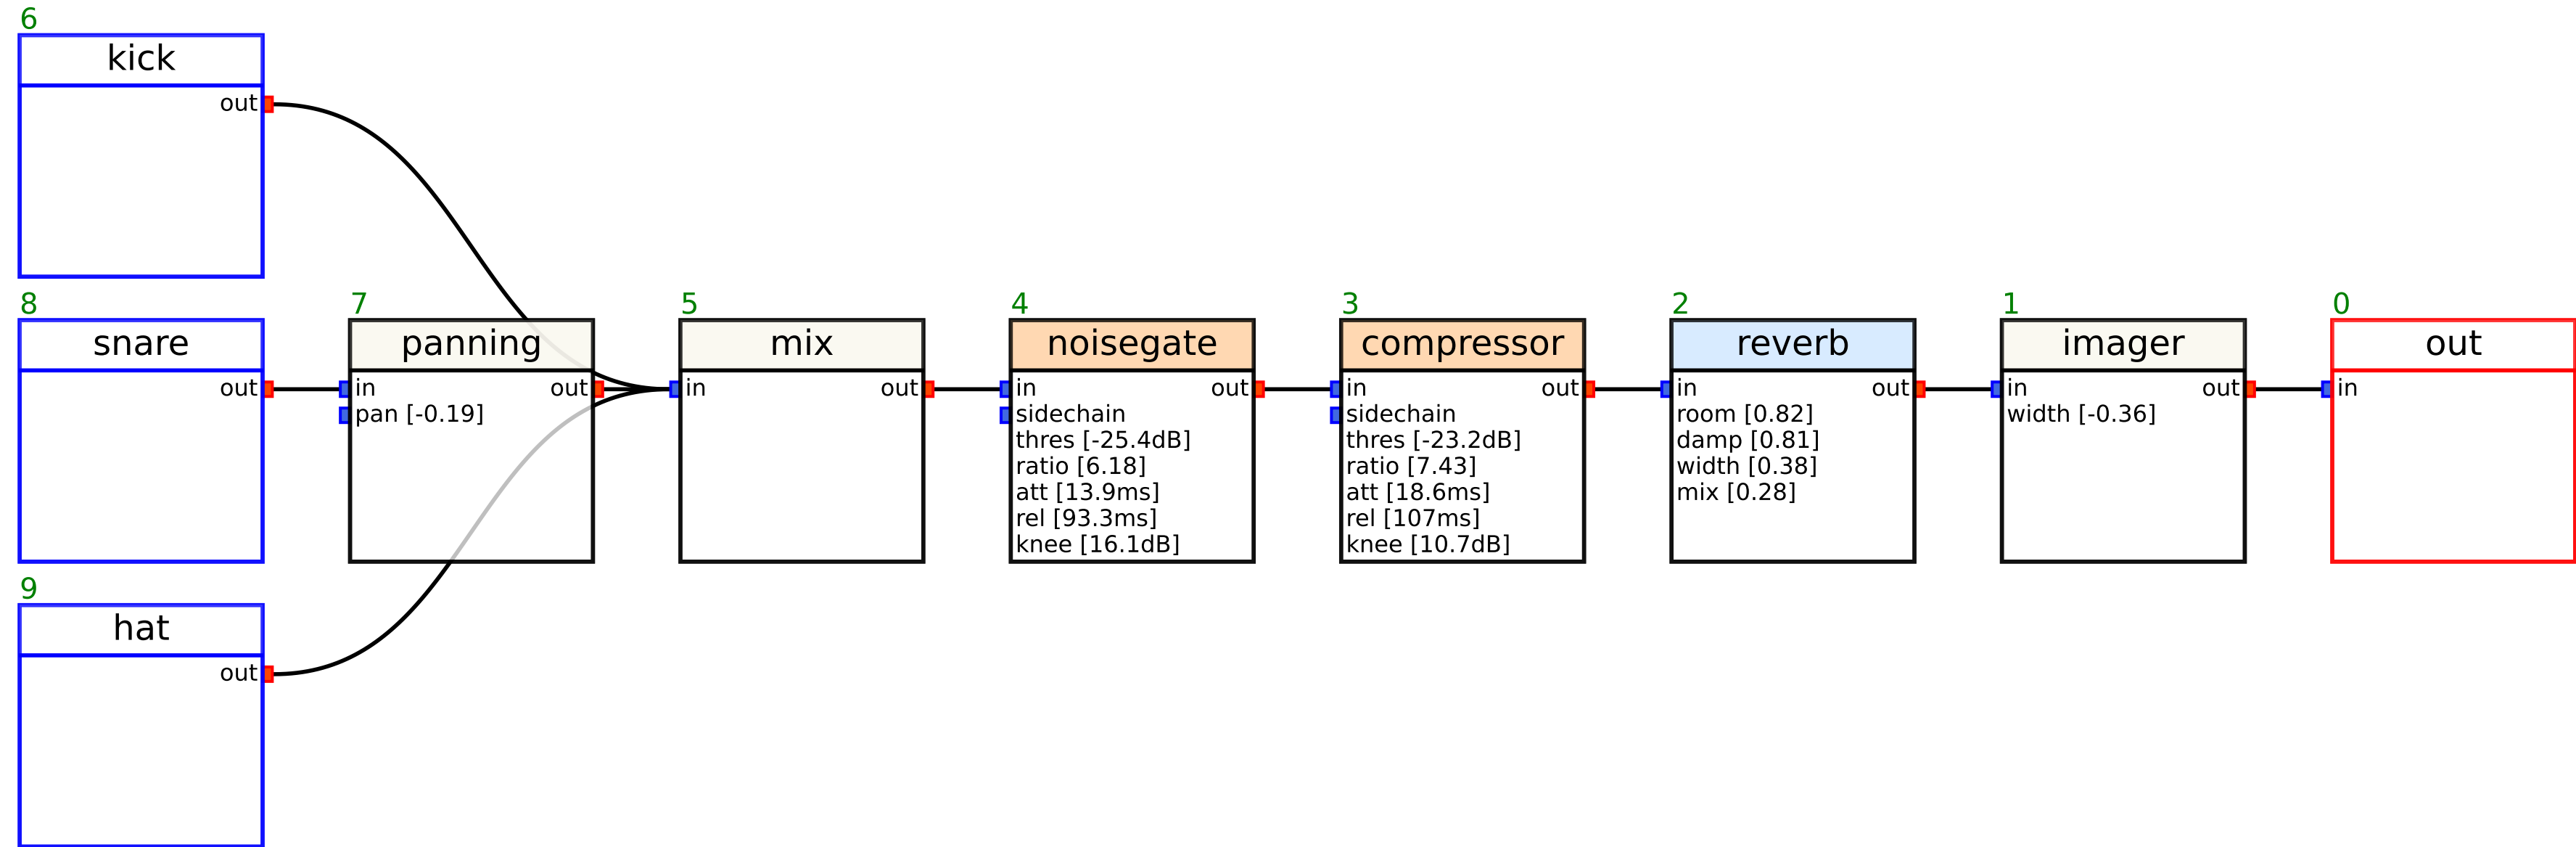 6
kick
out
8
snare
out
9
hat
out
7
panning
in out
pan [-0.19]
5
mix
in out
4
noisegate
in out
sidechain
thres [-25.4dB]
ratio [6.18]
att [13.9ms]
rel [93.3ms]
knee [16.1dB]
3
compressor
in out
sidechain
thres [-23.2dB]
ratio [7.43]
att [18.6ms]
rel [107ms]
knee [10.7dB]
2
reverb
in out
room [0.82]
damp [0.81]
width [0.38]
mix [0.28]
1
imager
in out
width [-0.36]
0
out
in